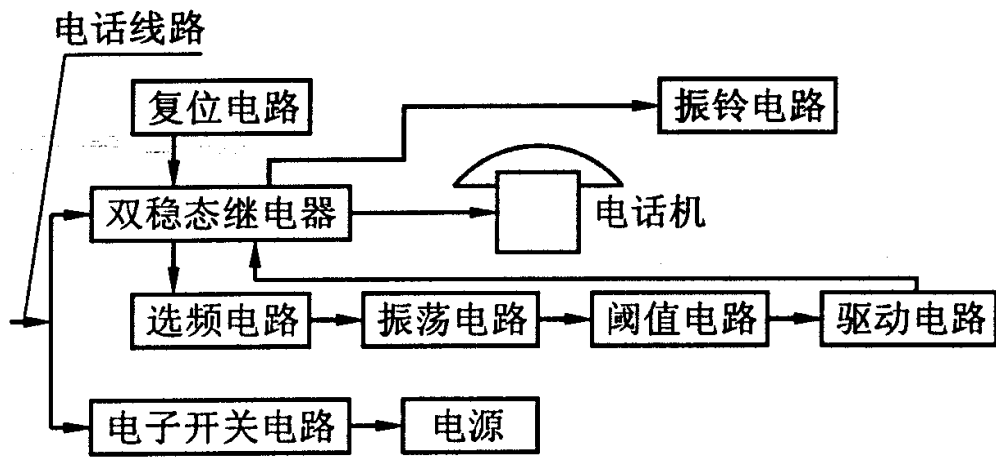 电话线路
复位电路
振铃电路
双稳态继电器
电话机
选频电路
振荡电路
阈值电路
驱动电路
电子开关电路
电源